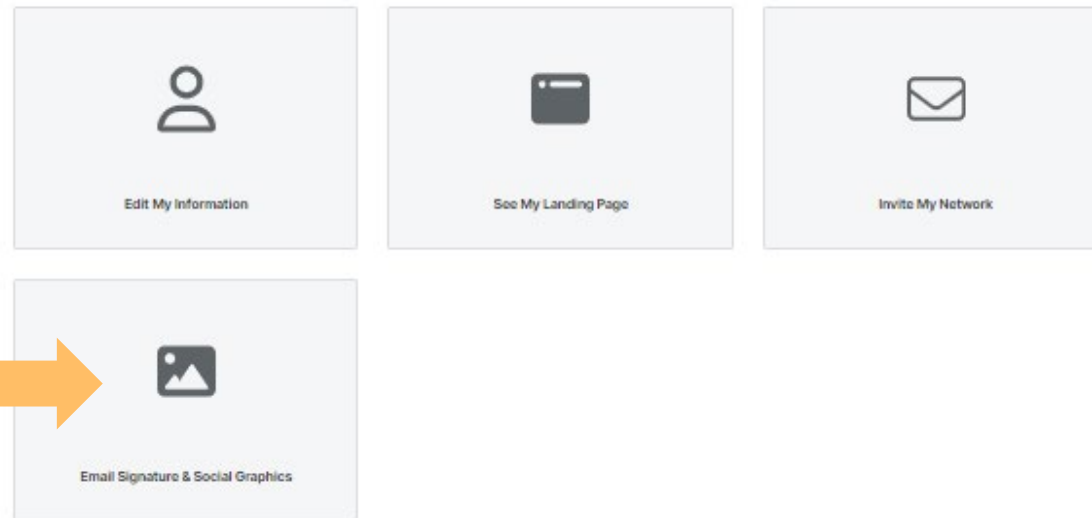 Edit My Information
See My Landing Page
Invite My Network
Email Signature & Social Graphics